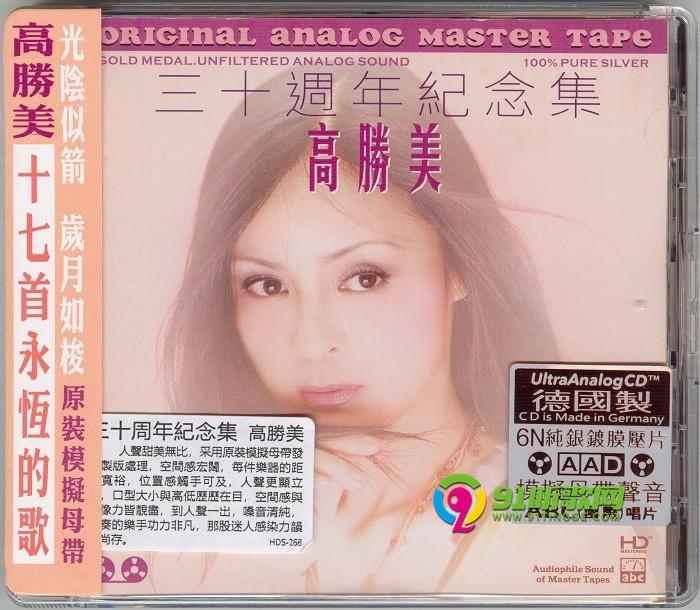 高勝美 十七首永恆的歌
光陰似箭 歲月如梭 原裝模擬母帶
ORIGINAL ANALOG MASTER TAPE
GOLD MEDAL.UNFILTERED ANALOG SOUND
100% PURE SILVER
三十週年紀念集
高勝美
三十周年紀念集 高勝美
人聲甜美無比，采用原裝模擬母帶發
製版處理，空間感宏闊，每件樂器的距
寬裕，位置感觸手可及，人聲更顯立
，口型大小與高低歷歷在目，空間感與
像力皆靚盡，到人聲一出，嗓音清純，
奏的樂手功力非凡，那股迷人感染力韻
尚存。
HDS-268
UltraAnalogCD™
德國製
CD is Made in Germany
6N純銀鍍膜壓片
AAD
模擬母帶聲音
唱片
91听歌网
HD
MASTERING
abc
Audiophile Sound
of Master Tapes